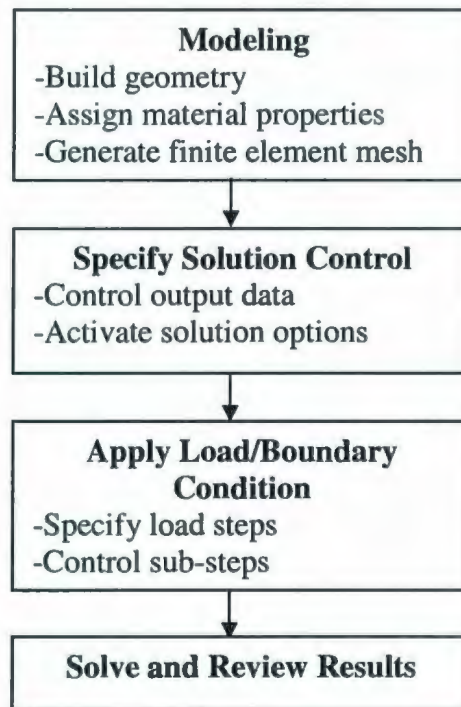 Modeling
-Build geometry
-Assign material properties
-Generate finite element mesh
Specify Solution Control
-Control output data
-Activate solution options
Apply Load/Boundary
Condition
-Specify load steps
-Control sub-steps
Solve and Review Results